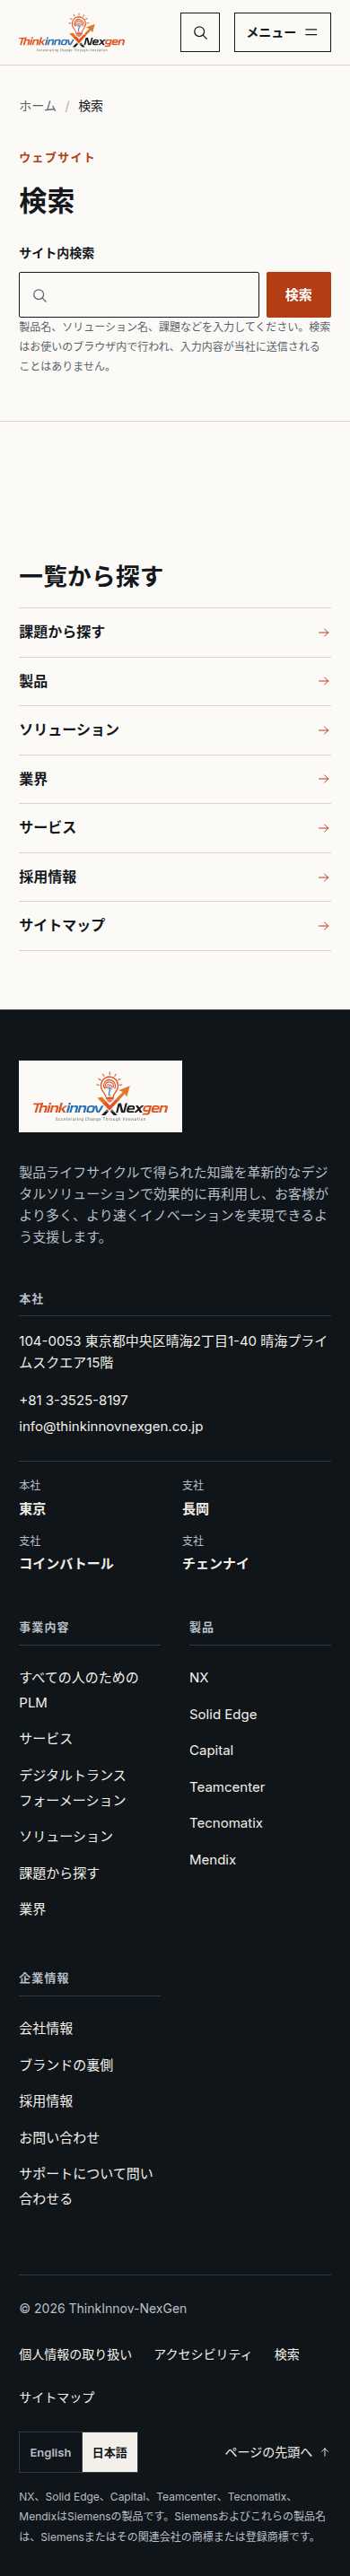 ThinkinnovXNexgen
Accelerating Change Through Innovation
メニュー
ホーム / 検索
ウェブサイト
検索
サイト内検索
検索
製品名、ソリューション名、課題などを入力してください。検索
はお使いのブラウザ内で行われ、入力内容が当社に送信される
ことはありません。
一覧から探す
課題から探す
製品
ソリューション
業界
サービス
採用情報
サイトマップ
ThinkinnovXNexgen
Accelerating Change Through Innovation
製品ライフサイクルで得られた知識を革新的なデジ
タルソリューションで効果的に再利用し、お客様が
より多く、より速くイノベーションを実現できるよ
う支援します。
本社
104-0053 東京都中央区晴海2丁目1-40 晴海プライ
ムスクエア15階
+81 3-3525-8197
info@thinkinnovnexgen.co.jp
本社
東京
支社
長岡
支社
コインバトール
支社
チェンナイ
事業内容
すべての人のための
PLM
サービス
デジタルトランス
フォーメーション
ソリューション
課題から探す
業界
製品
NX
Solid Edge
Capital
Teamcenter
Tecnomatix
Mendix
企業情報
会社情報
ブランドの裏側
採用情報
お問い合わせ
サポートについて問い
合わせる
© 2026 ThinkInnov-NexGen
個人情報の取り扱い アクセシビリティ 検索
サイトマップ
English 日本語
ページの先頭へ ↑
NX、Solid Edge、Capital、Teamcenter、Tecnomatix、
MendixはSiemensの製品です。Siemensおよびこれらの製品名
は、Siemensまたはその関連会社の商標または登録商標です。